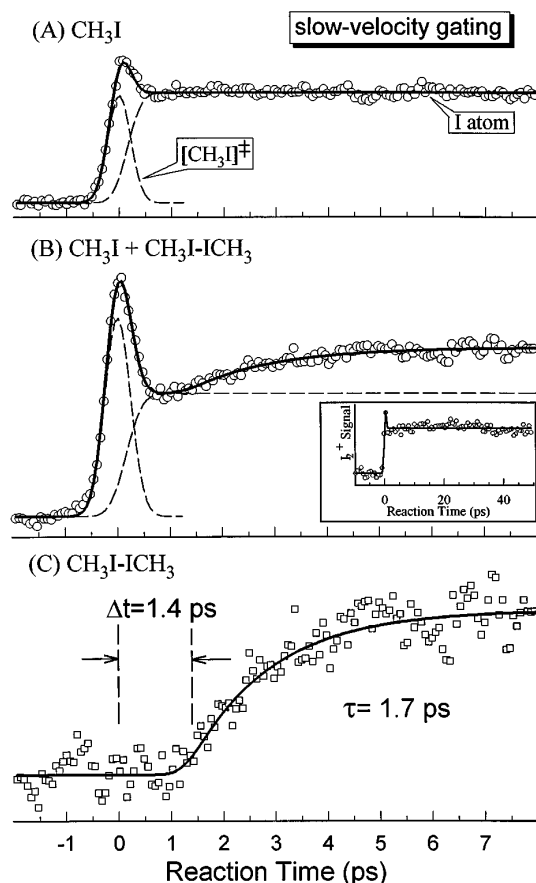 (A) CH₃I
slow-velocity gating
[CH₃I]‡
I atom
(B) CH₃I + CH₃I-ICH₃
I₂⁺ Signal
0 20 40
Reaction Time (ps)
(C) CH₃I-ICH₃
Δt=1.4 ps
τ= 1.7 ps
-1 0 1 2 3 4 5 6 7
Reaction Time (ps)